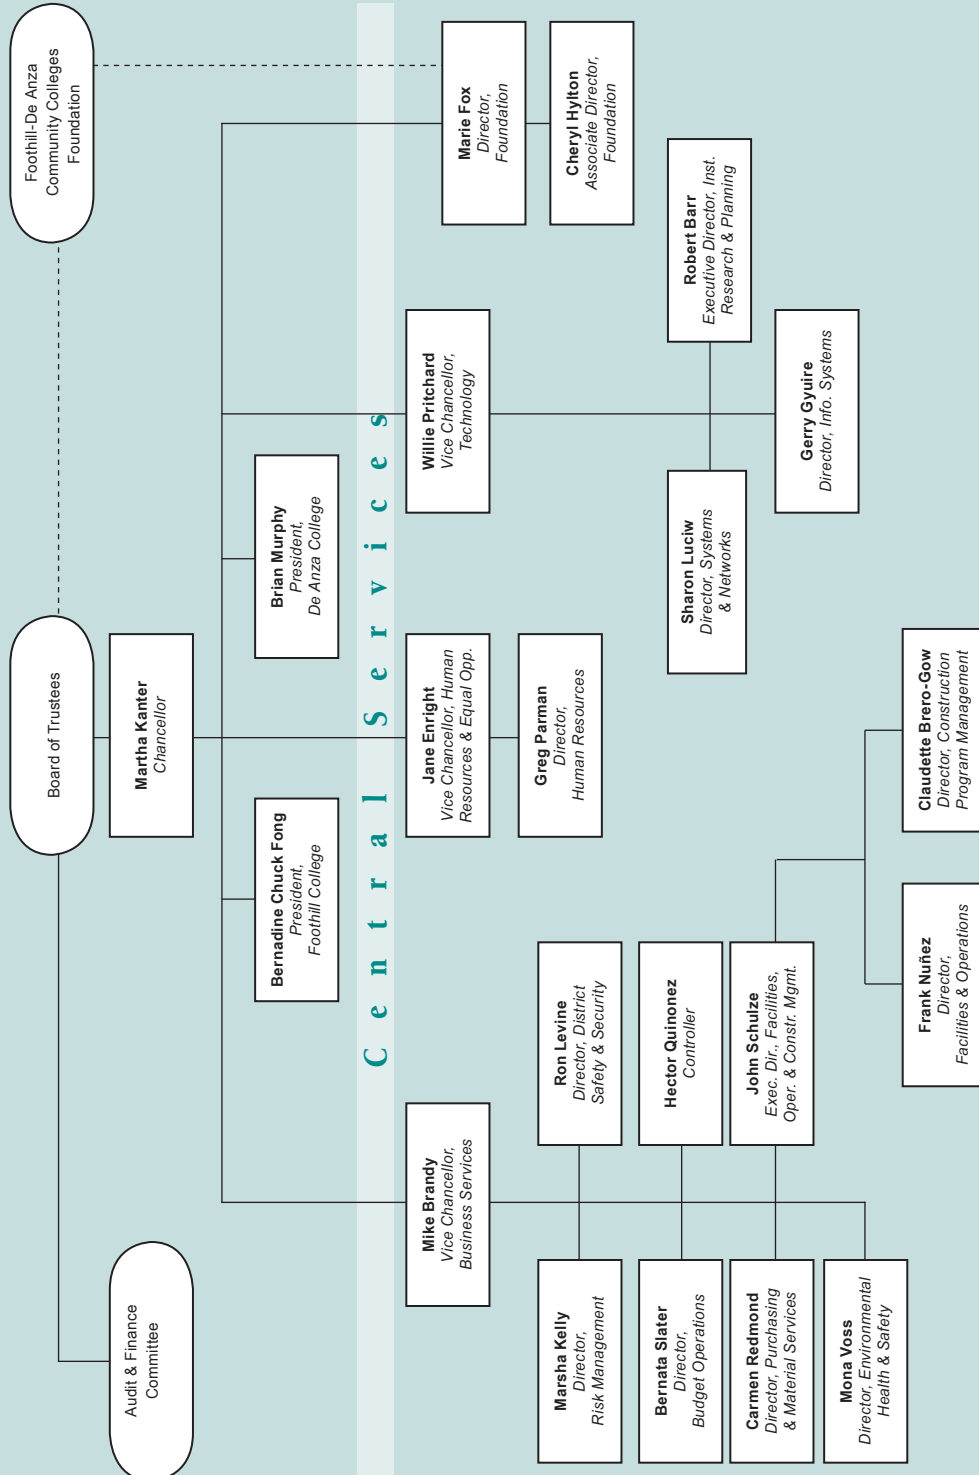 Board of Trustees
Foothill-De Anza
Community Colleges
Foundation
Audit & Finance
Committee
Martha Kanter
Chancellor
Bernadine Chuck Fong
President,
Foothill College
Brian Murphy
President,
De Anza College
Central Services
Mike Brandy
Vice Chancellor,
Business Services
Jane Enright
Vice Chancellor, Human
Resources & Equal Opp.
Willie Pritchard
Vice Chancellor,
Technology
Marie Fox
Director,
Foundation
Greg Parman
Director,
Human Resources
Cheryl Hylton
Associate Director,
Foundation
Marsha Kelly
Director,
Risk Management
Ron Levine
Director, District
Safety & Security
Bernata Slater
Director,
Budget Operations
Hector Quinonez
Controller
Sharon Luciw
Director, Systems
& Networks
Robert Barr
Executive Director, Inst.
Research & Planning
Carmen Redmond
Director, Purchasing
& Material Services
John Schulze
Exec. Dir., Facilities,
Oper. & Constr. Mgmt.
Gerry Gyuire
Director, Info. Systems
Mona Voss
Director, Environmental
Health & Safety
Frank Nuñez
Director,
Facilities & Operations
Claudette Brero-Gow
Director, Construction
Program Management